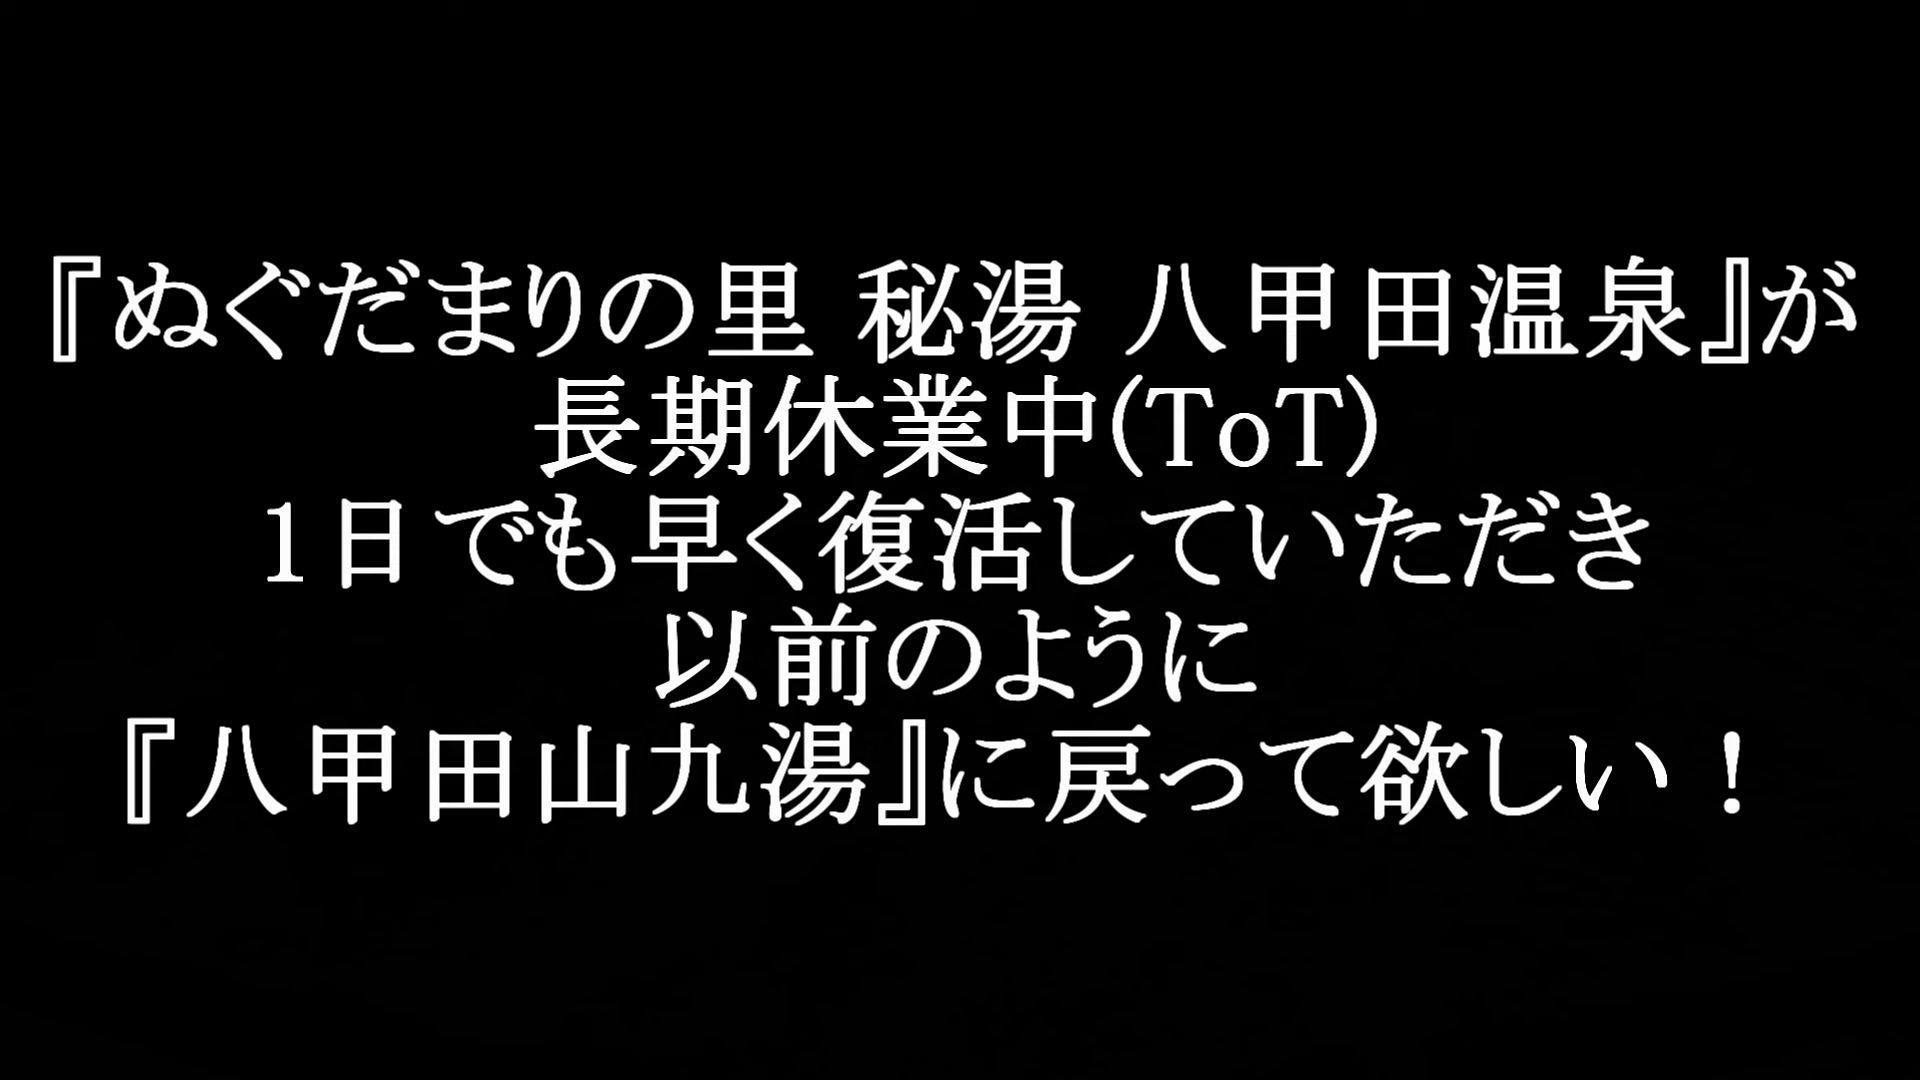 『ぬぐだまりの里 秘湯 八甲田温泉』が
長期休業中(ToT)
1日でも早く復活していただき
以前のように
『八甲田山九湯』に戻って欲しい！